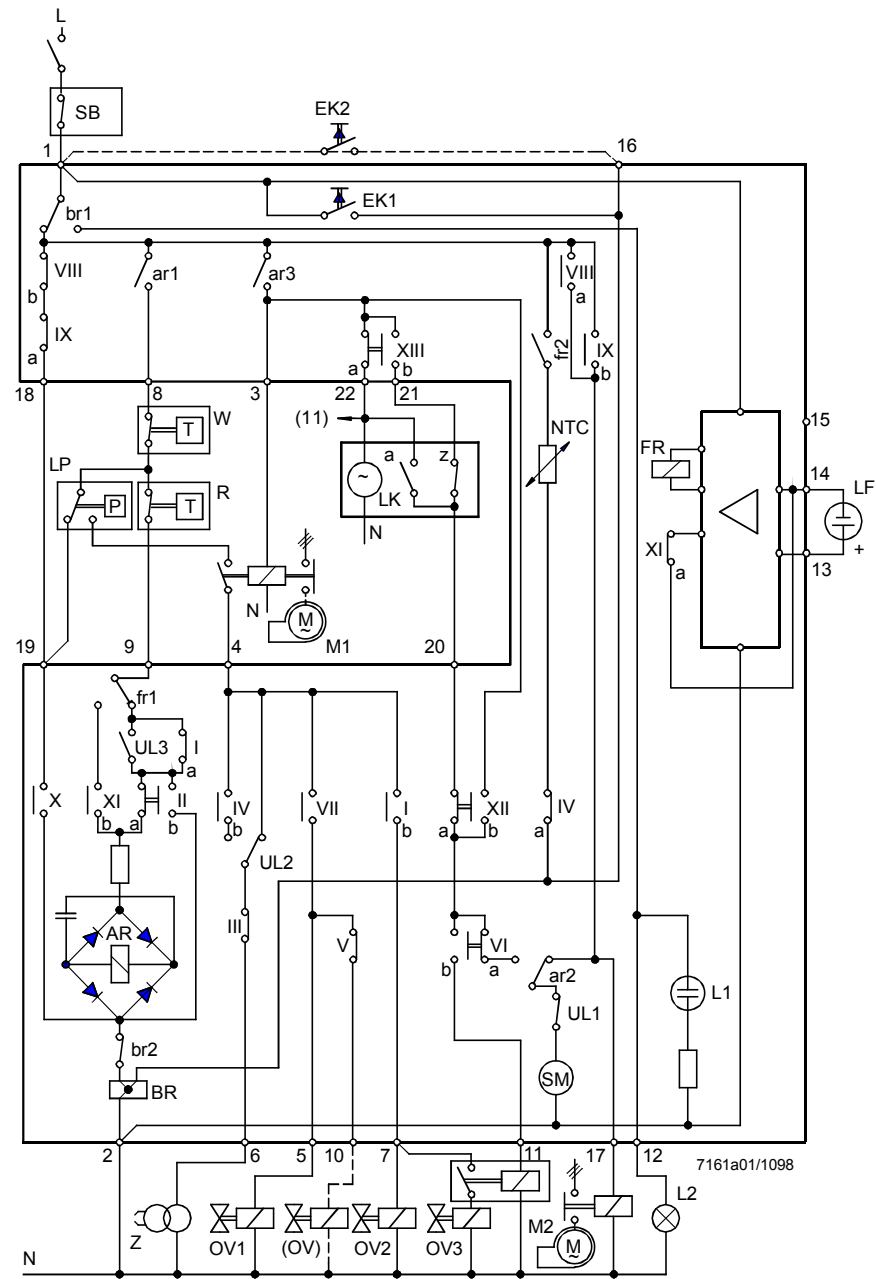 L
SB
EK2
1
16
EK1
br1
VIII
ar1
ar3
VIII
b
a
IX
fr2
IX
XIII
a
a
b
b
18
8
3
22
21
15
(11)
W
T
NTC
LP
a
z
FR
14
P
R
T
~
LK
LF
N
XI
+
a
13
N
M
~
M1
19
9
4
20
fr1
UL3
I
a
X
XI
II
IV
VII
I
XII
IV
b
a
b
b
b
a
b
a
UL2
III
V
VI
AR
b
a
ar2
L1
UL1
br2
SM
BR
2
6
5
10
7
11
17
12
7161a01/1098
L2
Z
OV1
(OV)
OV2
OV3
M2
M
~
N